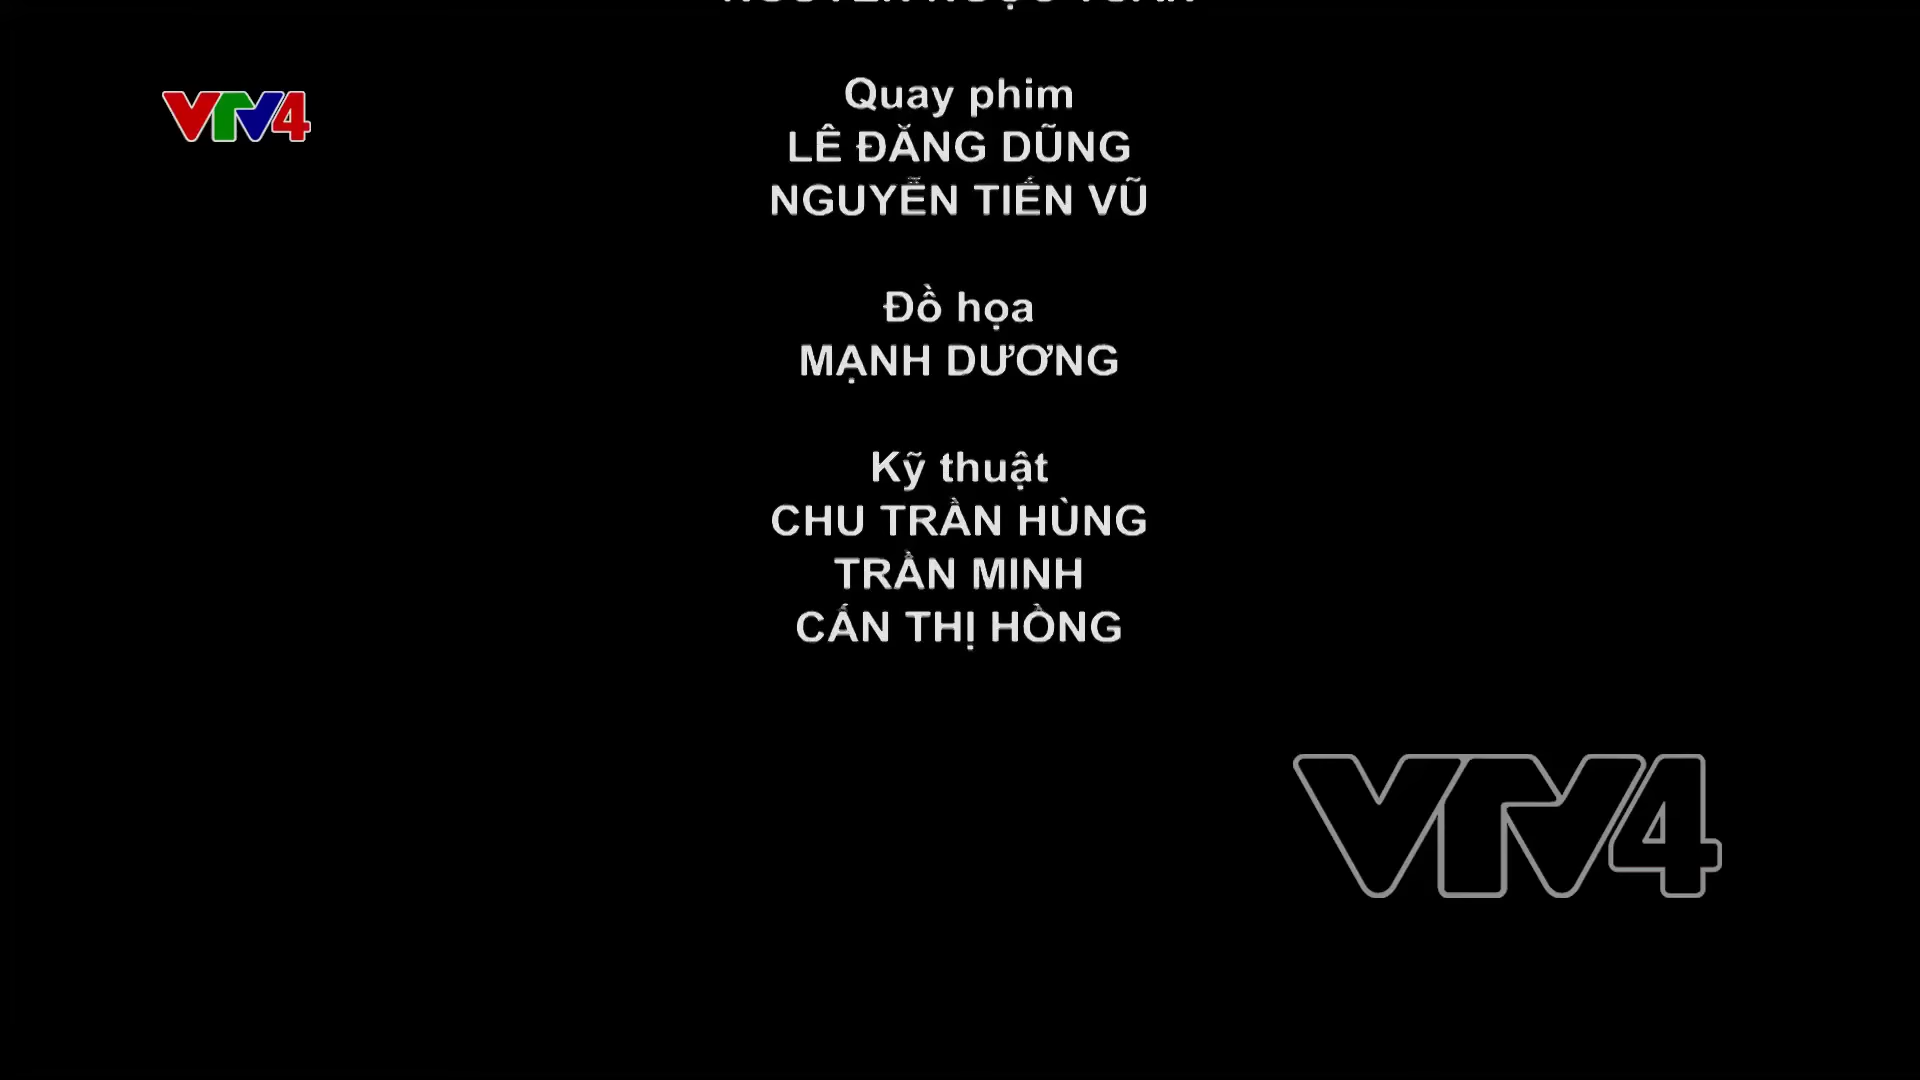 VTV4
Quay phim
LÊ ĐĂNG DŨNG
NGUYỄN TIẾN VŨ
Đồ họa
MẠNH DƯƠNG
Kỹ thuật
CHU TRẦN HÙNG
TRẦN MINH
CẤN THỊ HỒNG
VTV4